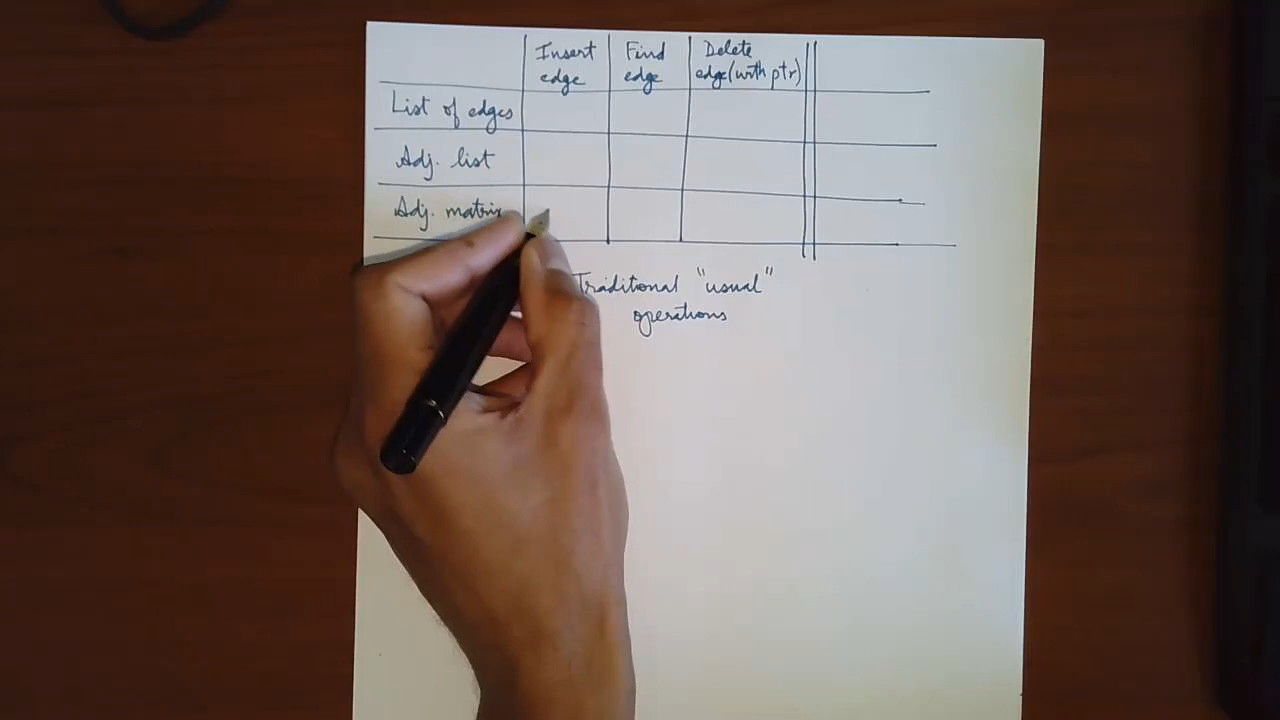 Insert edge
Find edge
Delete edge(with ptr)
List of edges
Adj. list
Adj. matrix
Traditional "usual"
operations